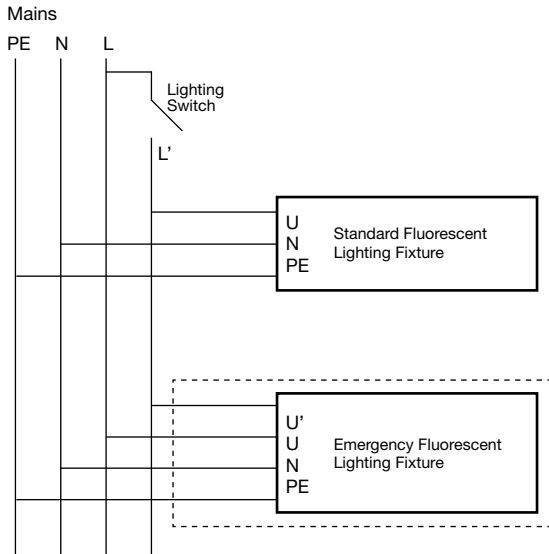 Mains
PE N L
Lighting
Switch
L'
U
N
PE
Standard Fluorescent
Lighting Fixture
U'
U
N
PE
Emergency Fluorescent
Lighting Fixture